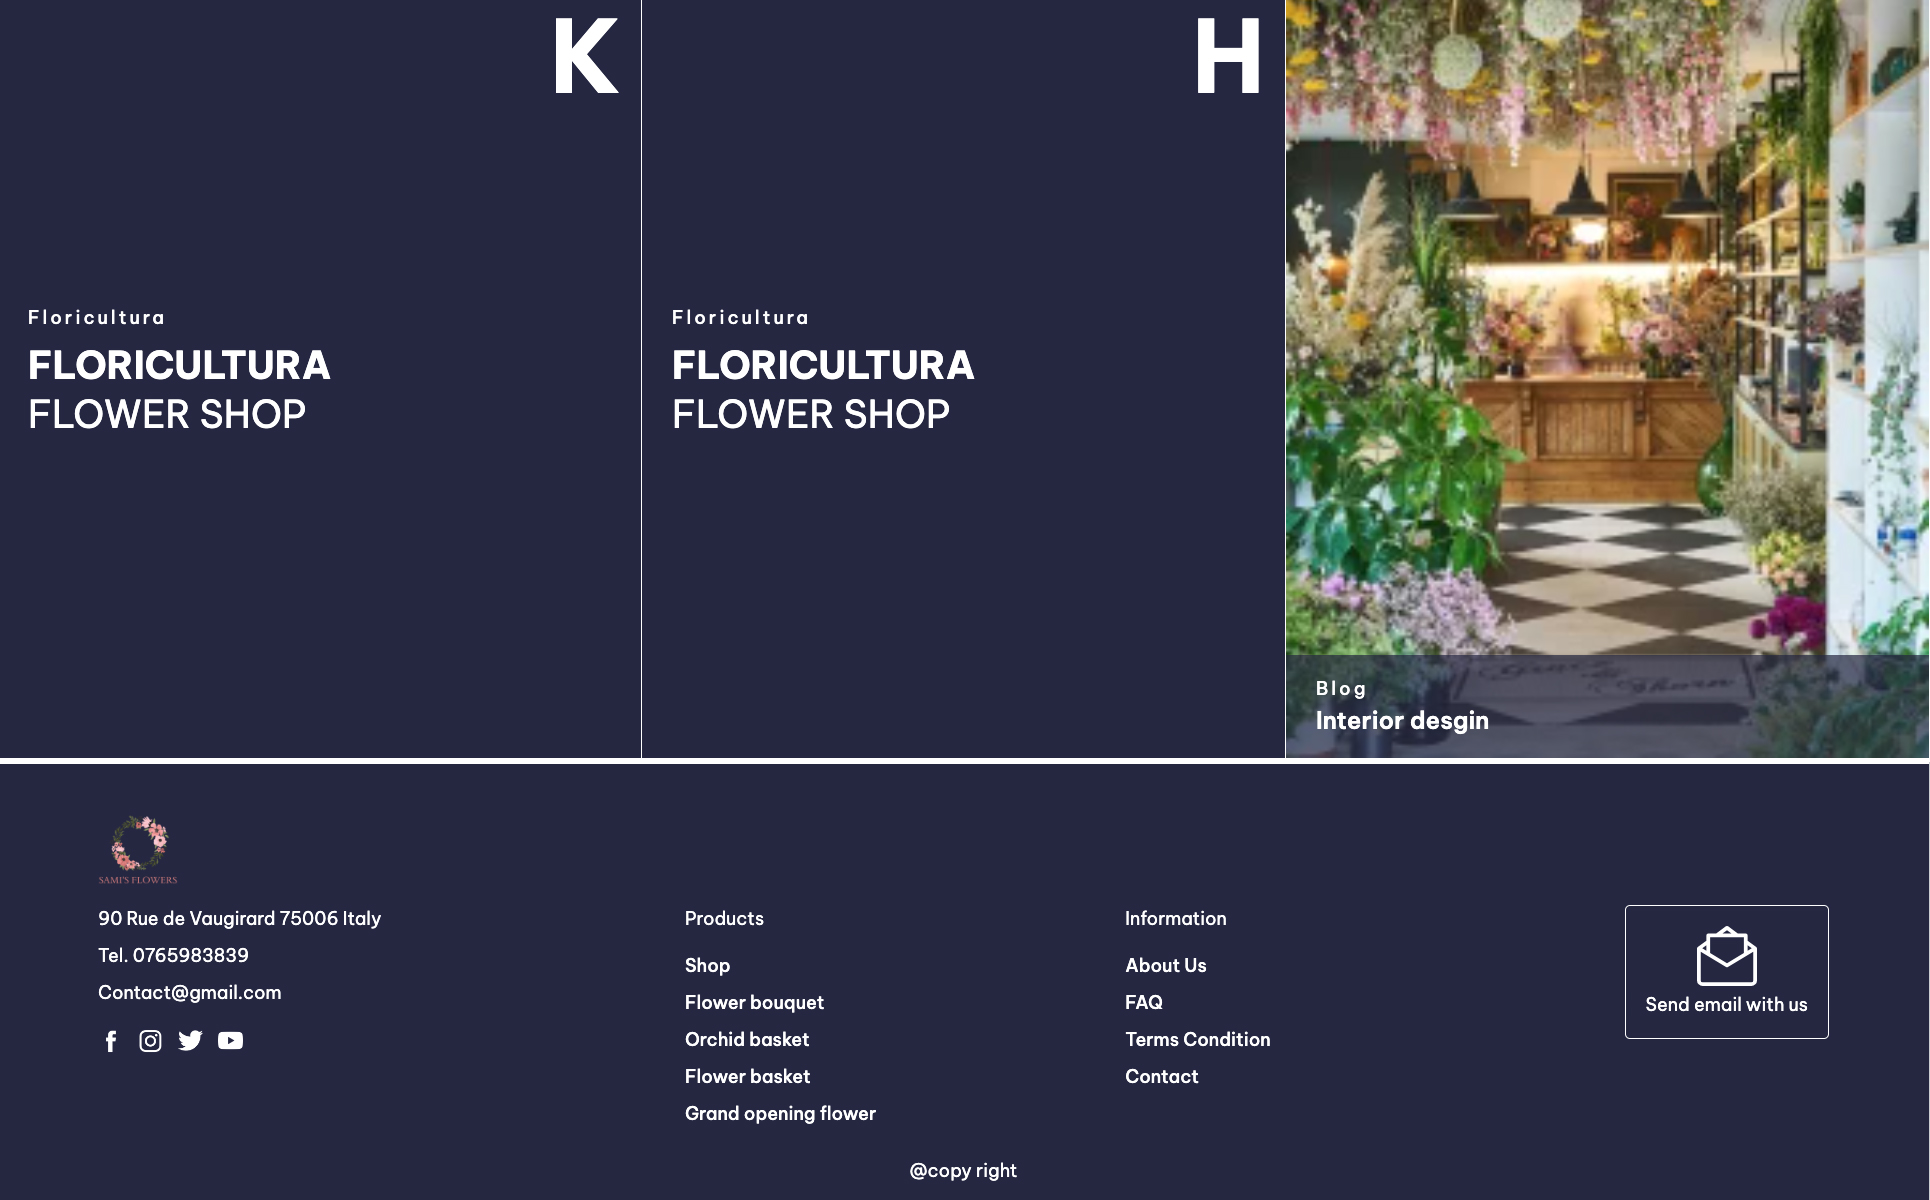 K
Floricultura
FLORICULTURA
FLOWER SHOP
H
Floricultura
FLORICULTURA
FLOWER SHOP
Blog
Interior desgin
SAMI'S FLOWERS
90 Rue de Vaugirard 75006 Italy
Tel. 0765983839
Contact@gmail.com
Products
Shop
Flower bouquet
Orchid basket
Flower basket
Grand opening flower
Information
About Us
FAQ
Terms Condition
Contact
Send email with us
@copy right